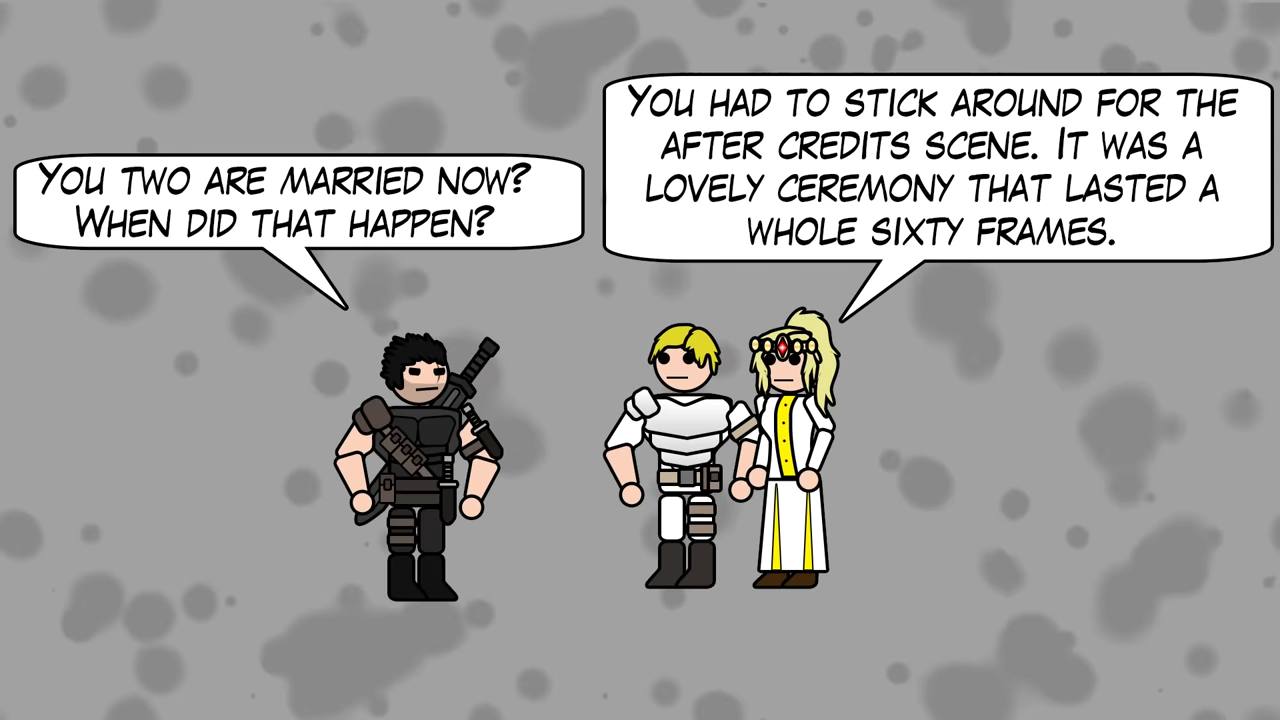 You two are married now?
When did that happen?
You had to stick around for the
after credits scene. It was a
lovely ceremony that lasted a
whole sixty frames.